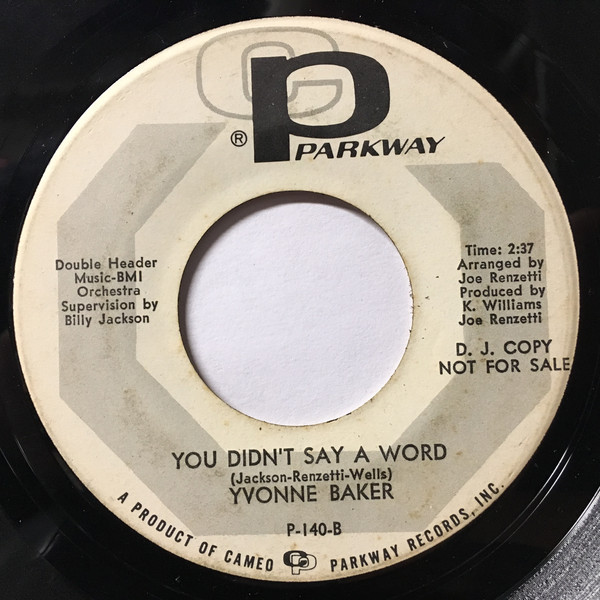 CP
® PARKWAY
Double Header
Music-BMI
Orchestra
Supervision by
Billy Jackson
Time: 2:37
Arranged by
Joe Renzetti
Produced by
K. Williams
Joe Renzetti
D. J. COPY
NOT FOR SALE
YOU DIDN'T SAY A WORD
(Jackson-Renzetti-Wells)
YVONNE BAKER
P-140-B
A PRODUCT OF CAMEO CP PARKWAY RECORDS, INC.